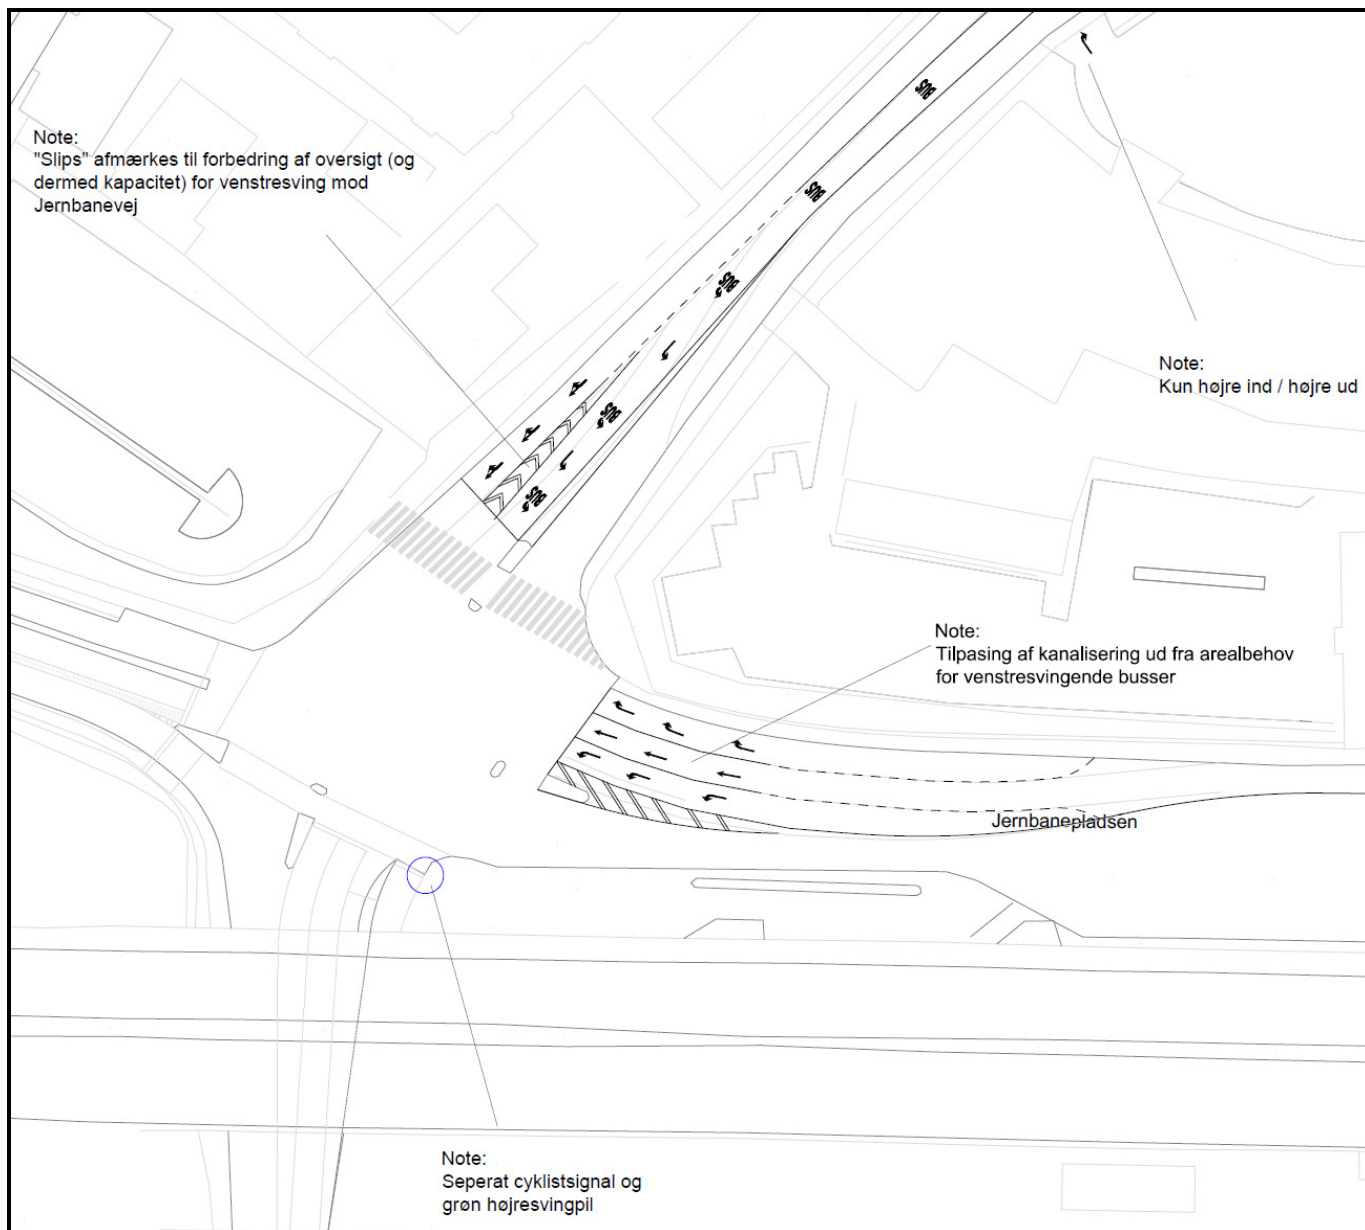 Note:
"Slips" afmærkes til forbedring af oversigt (og
dermed kapacitet) for venstresving mod
Jernbanevej
BUS
BUS
BUS
BUS
BUS
Note:
Kun højre ind / højre ud
Note:
Tilpasing af kanalisering ud fra arealbehov
for venstresvingende busser
Jernbanepladsen
Note:
Seperat cyklistsignal og
grøn højresvingpil